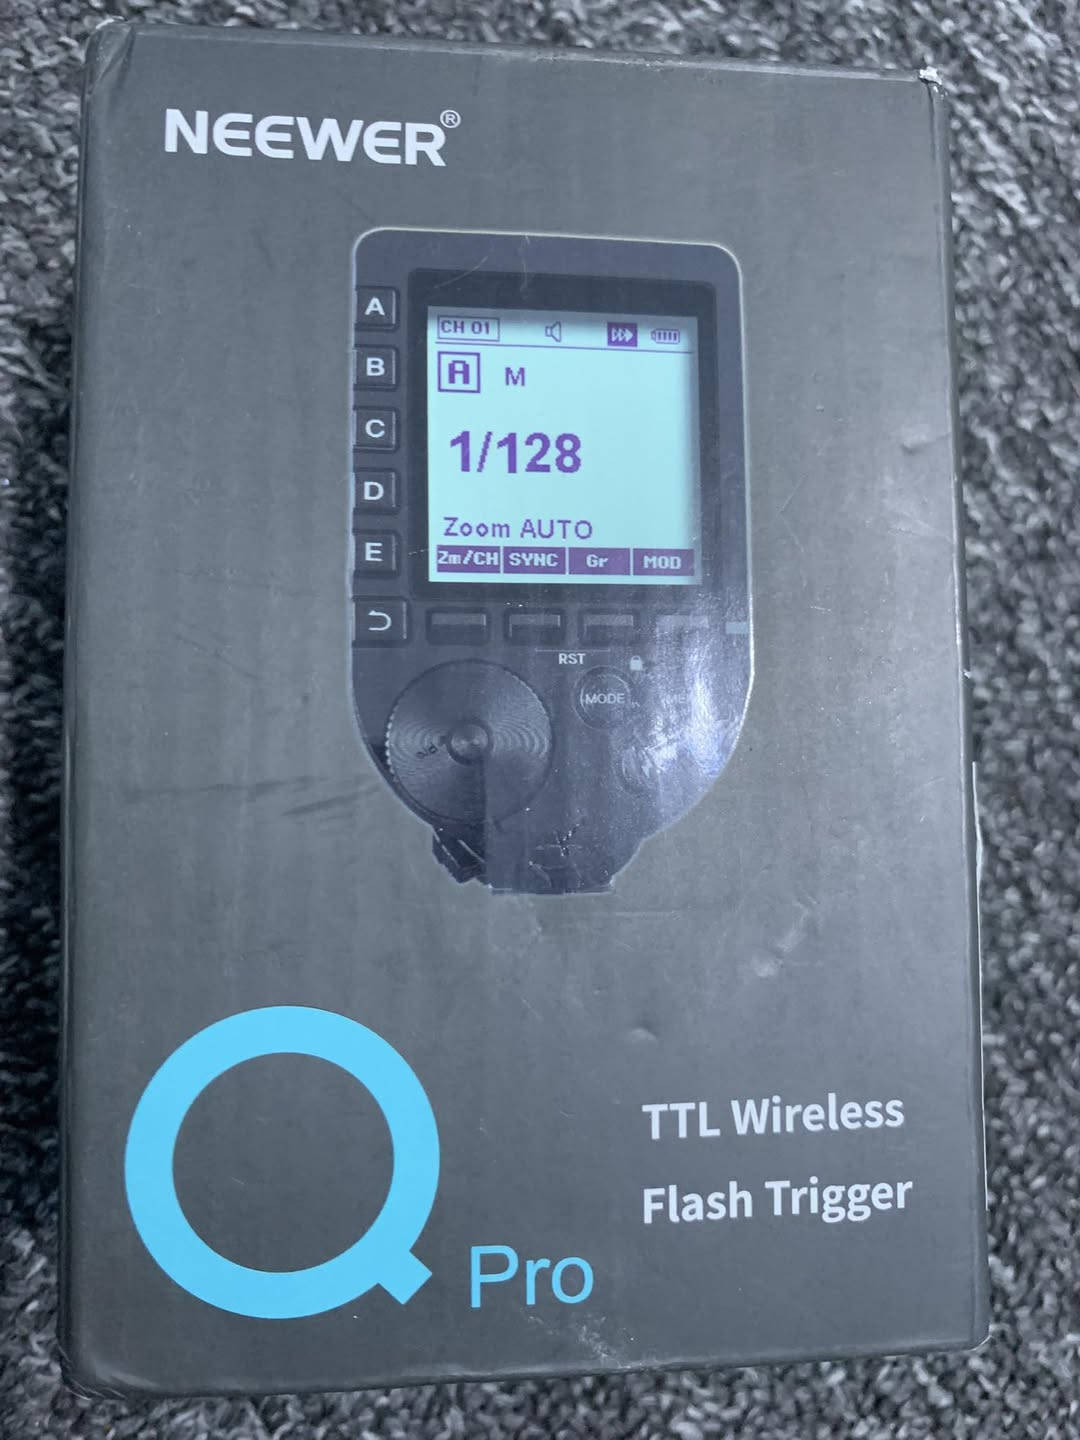 NEEWER®
A
B
C
D
E
CH 01
A M
1/128
Zoom AUTO
Zm/CH SYNC Gr MOD
RST
MODE
Q Pro
TTL Wireless
Flash Trigger